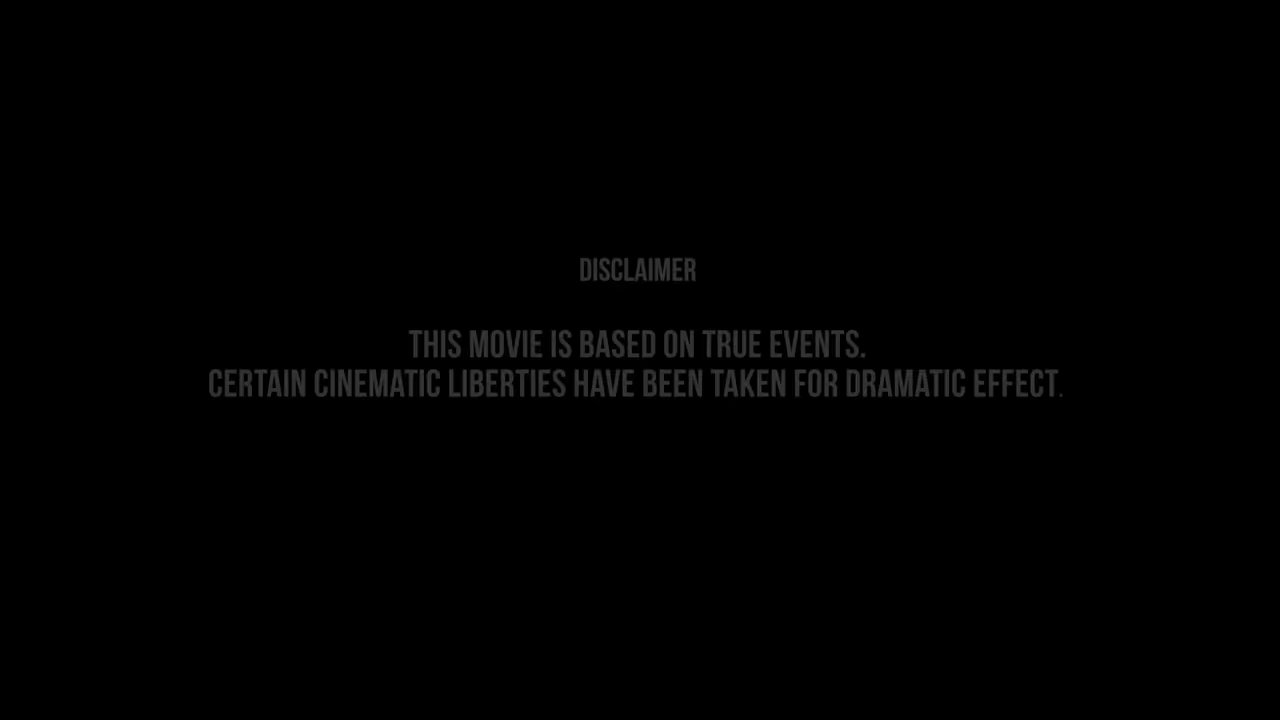 DISCLAIMER
THIS MOVIE IS BASED ON TRUE EVENTS.
CERTAIN CINEMATIC LIBERTIES HAVE BEEN TAKEN FOR DRAMATIC EFFECT.